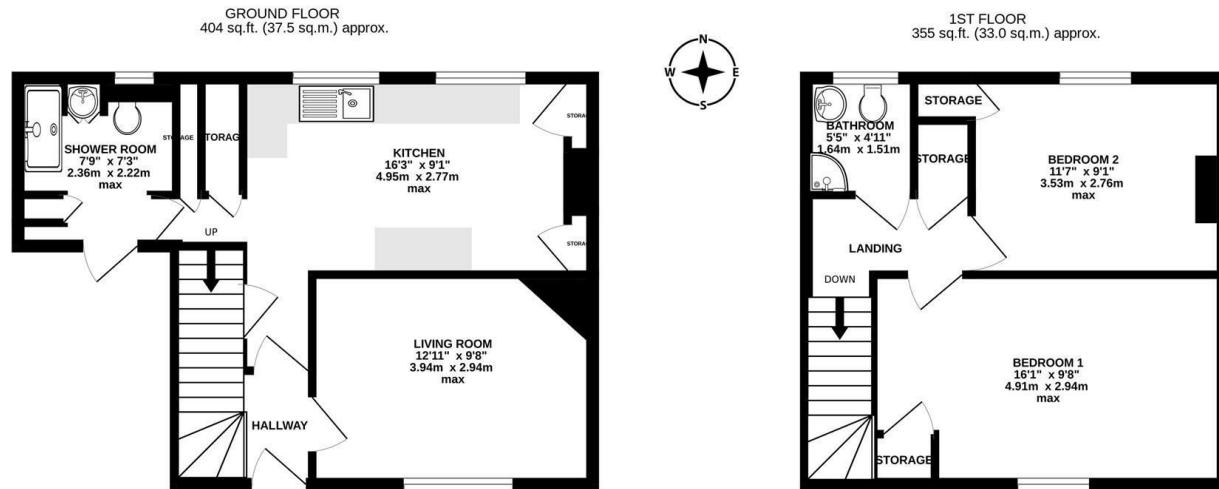 GROUND FLOOR
404 sq.ft. (37.5 sq.m.) approx.
SHOWER ROOM
7'9" x 7'3"
2.36m x 2.22m
max
STORAGE
STORAGE
KITCHEN
16'3" x 9'1"
4.95m x 2.77m
max
STORAGE
STORAGE
UP
LIVING ROOM
12'11" x 9'8"
3.94m x 2.94m
max
HALLWAY
N
W
E
S
1ST FLOOR
355 sq.ft. (33.0 sq.m.) approx.
BATHROOM
5'5" x 4'11"
1.64m x 1.51m
STORAGE
STORAGE
BEDROOM 2
11'7" x 9'1"
3.53m x 2.76m
max
LANDING
DOWN
BEDROOM 1
16'1" x 9'8"
4.91m x 2.94m
max
STORAGE